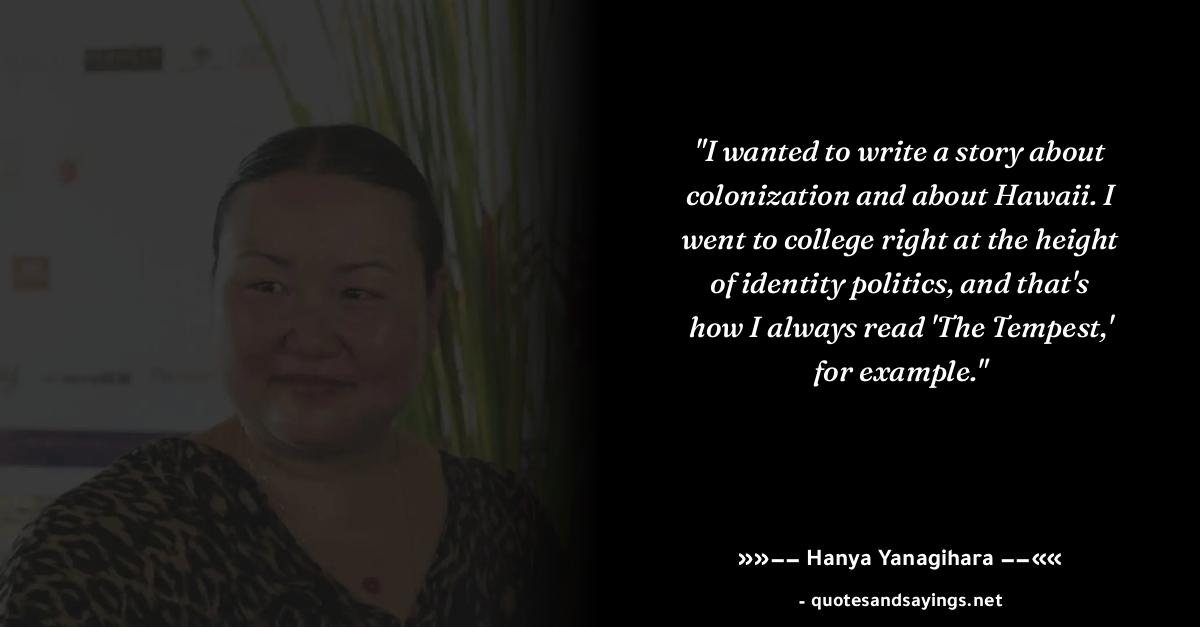 "I wanted to write a story about
colonization and about Hawaii. I
went to college right at the height
of identity politics, and that's
how I always read 'The Tempest,'
for example."
»»−− Hanya Yanagihara −−««
- quotesandsayings.net